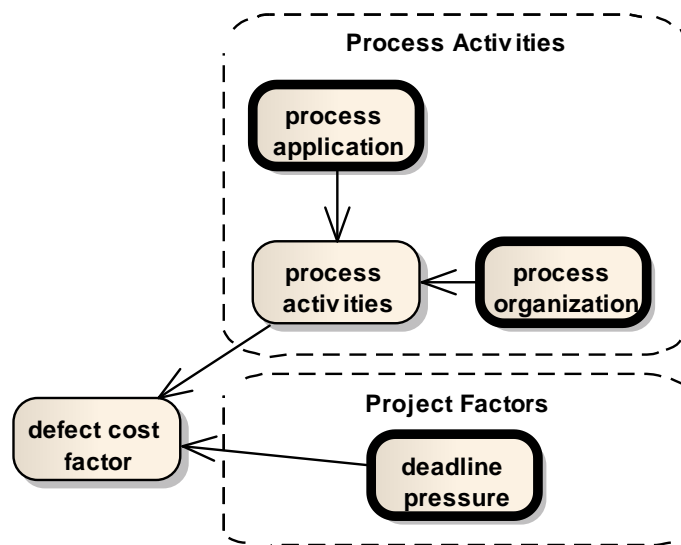 Process Activities
process
application
process
activities
process
organization
Project Factors
defect cost
factor
deadline
pressure